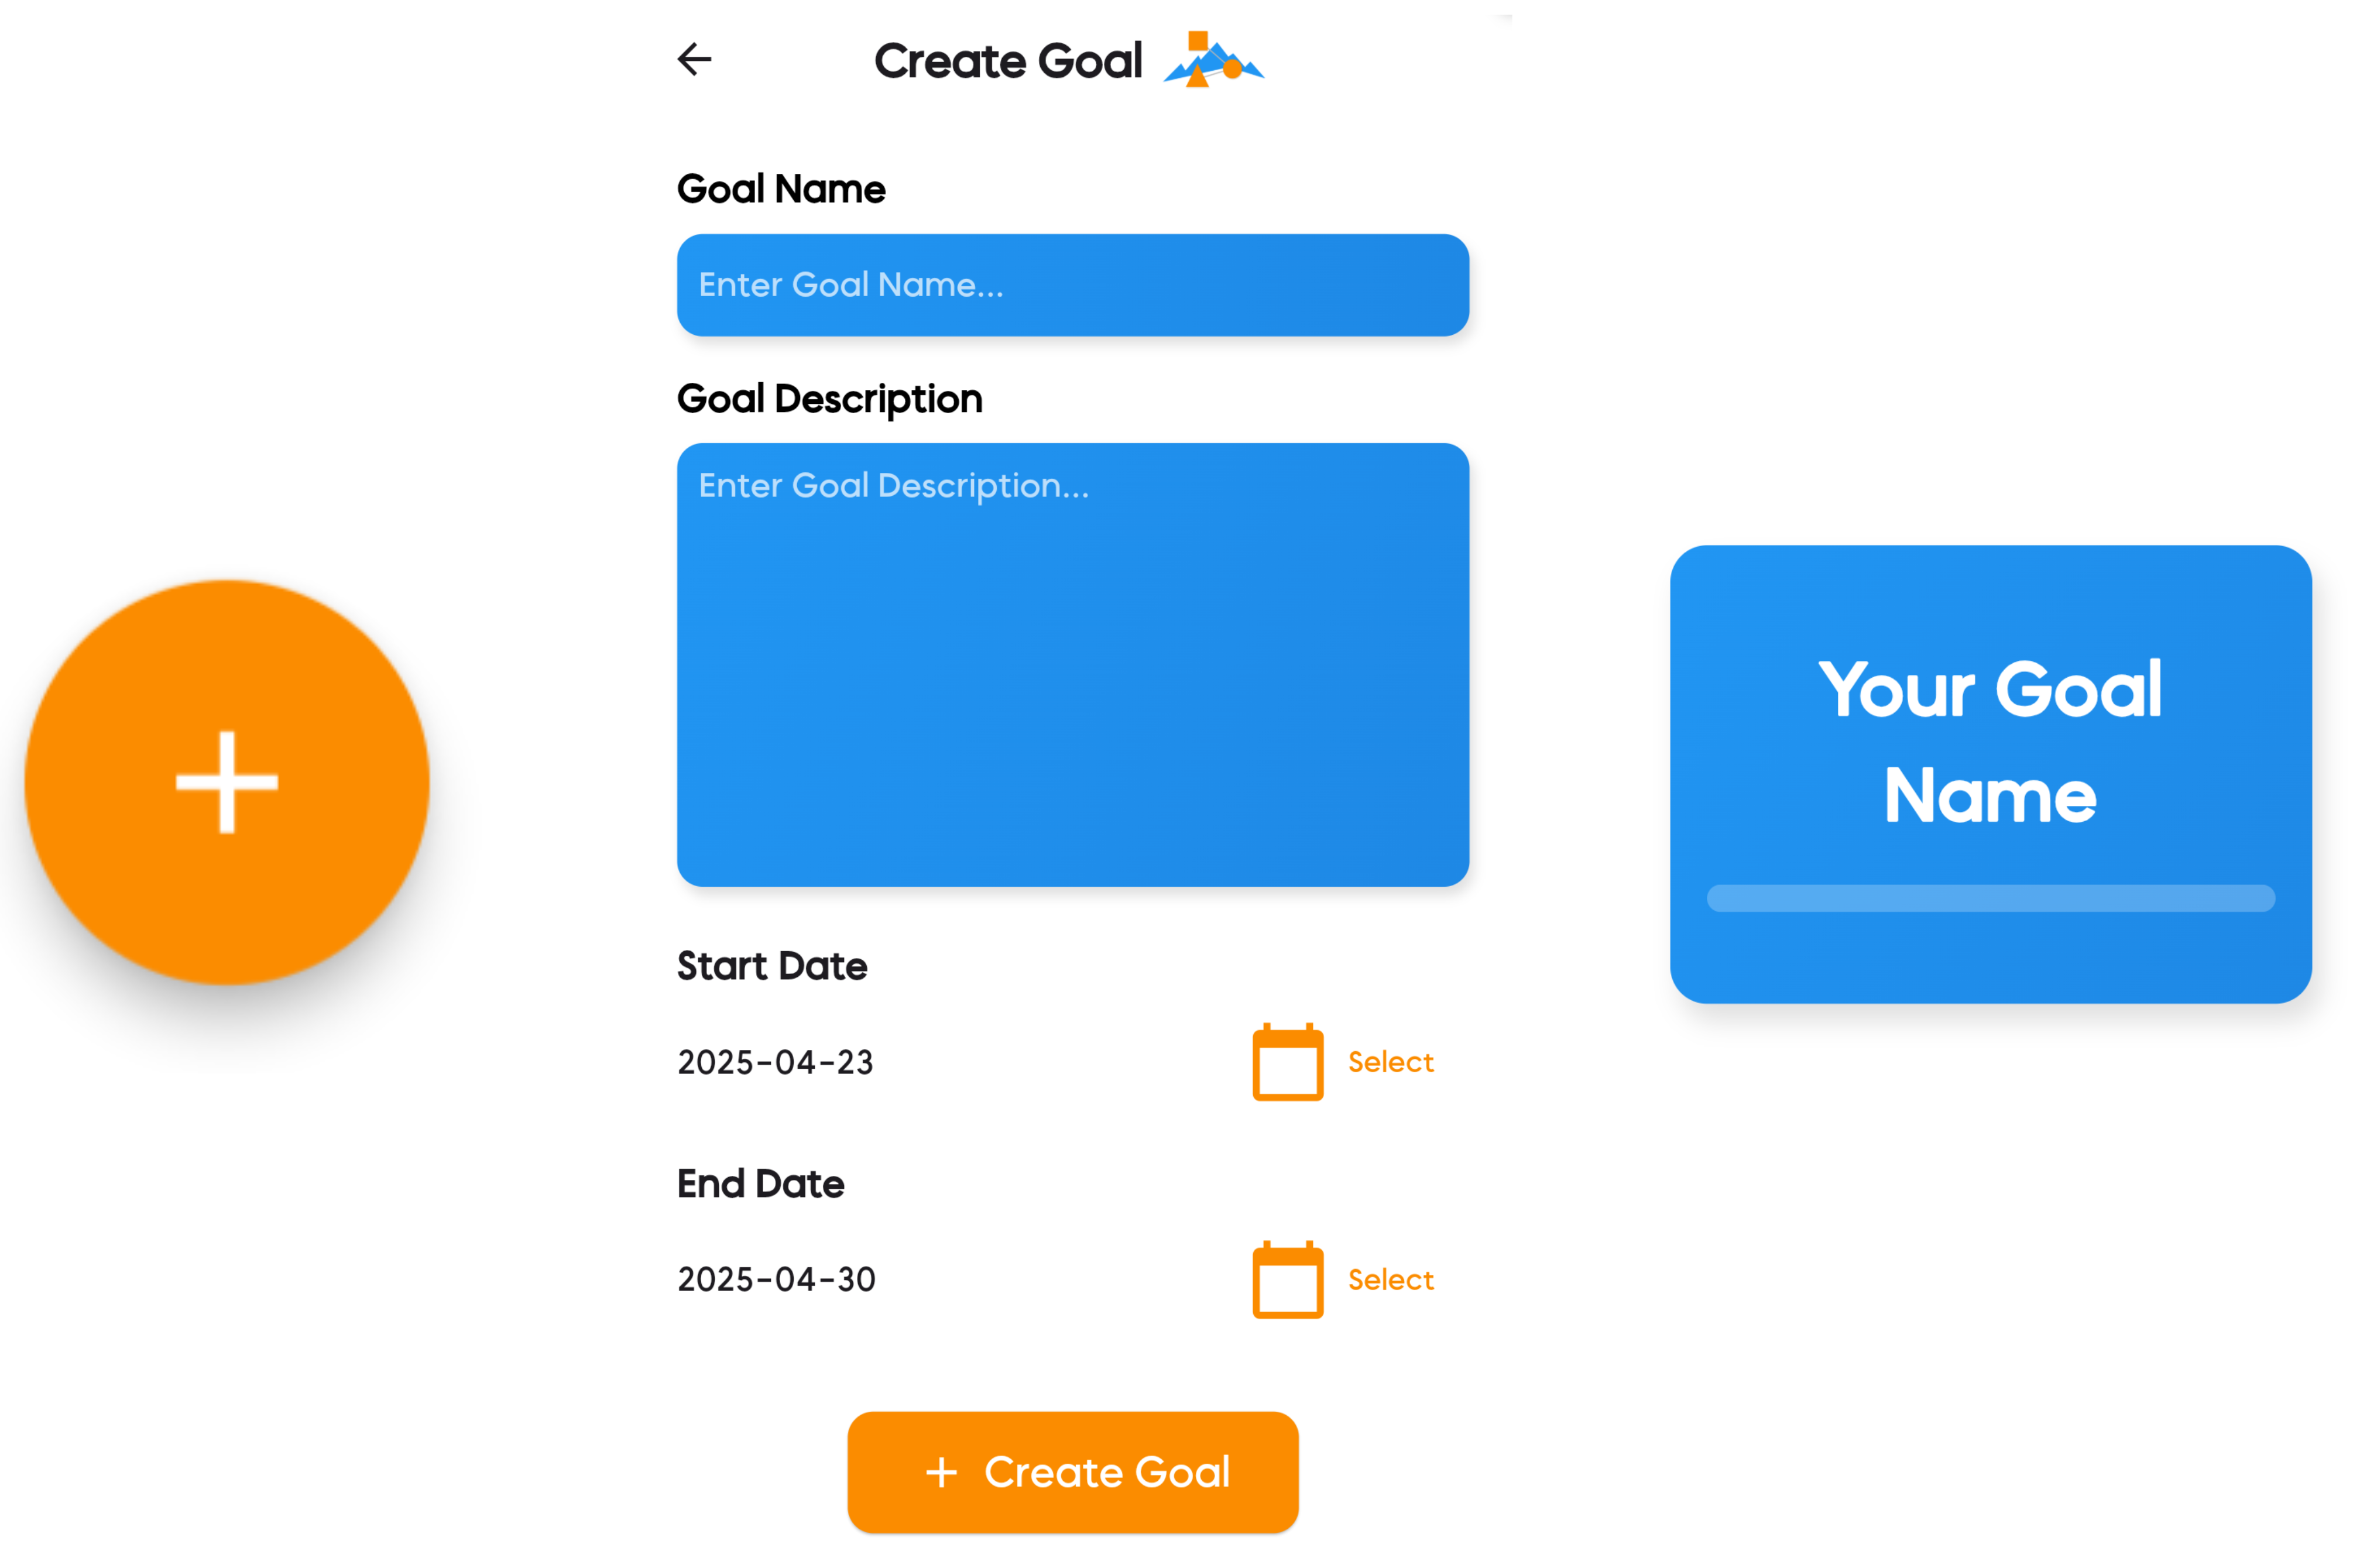 Create Goal
Goal Name
Enter Goal Name...
Goal Description
Enter Goal Description...
Start Date
2025-04-23
Select
End Date
2025-04-30
Select
+ Create Goal
Your Goal
Name